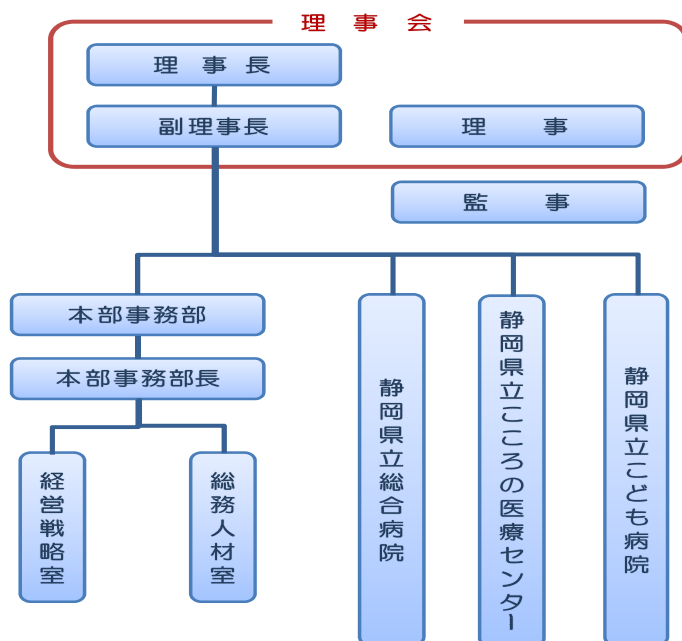 理事会
理事長
副理事長
理事
監事
本部事務部
本部事務部長
経営戦略室
総務人材室
静岡県立総合病院
静岡県立こころの医療センター
静岡県立こども病院